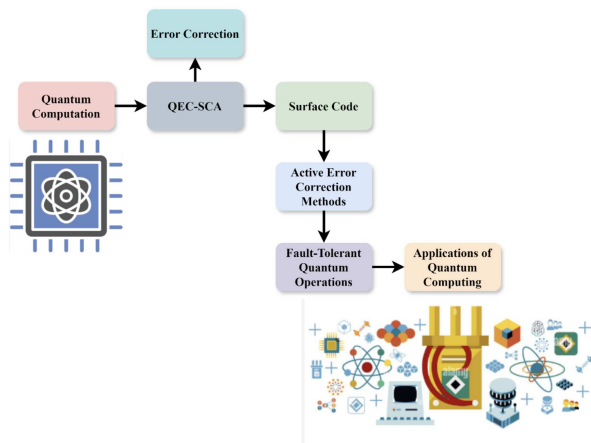 Error Correction
Quantum
Computation
QEC-SCA
Surface Code
Active Error
Correction
Methods
Fault-Tolerant
Quantum
Operations
Applications of
Quantum
Computing